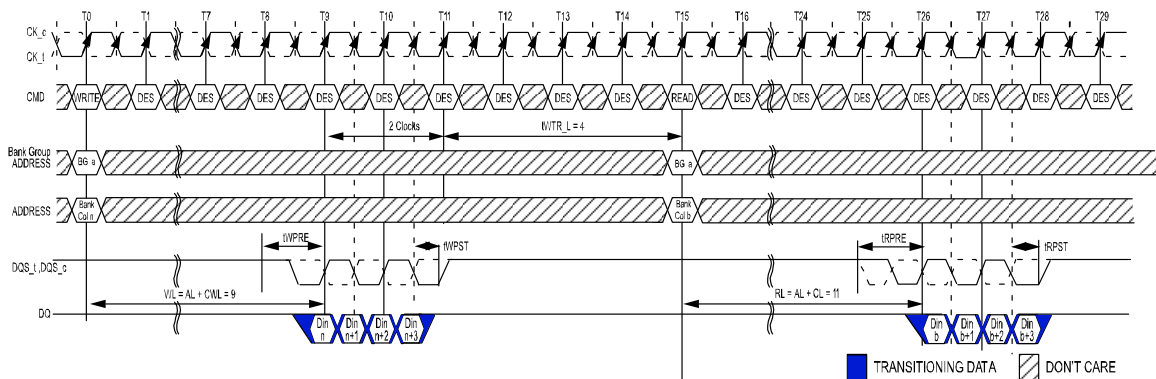 T0 T1 T7 T8 T9 T10 T11 T12 T13 T14 T15 T16 T24 T25 T26 T27 T28 T29
CK_c
CK_t
CMD WRITE DES DES DES DES DES DES DES DES DES READ DES DES DES DES DES DES DES
2 Clocks tWTR_L = 4
Bank Group
ADDRESS BG a BG a
ADDRESS Bank Col n Bank Col b
tWPRE tWPST tRPRE tRPST
DQS_t ,DQS_c
WL = AL + CWL = 9 RL = AL + CL = 11
DQ Din n Din n+1 Din n+2 Din n+3 Din b Din b+1 Din b+2 Din b+3
TRANSITIONING DATA DON'T CARE